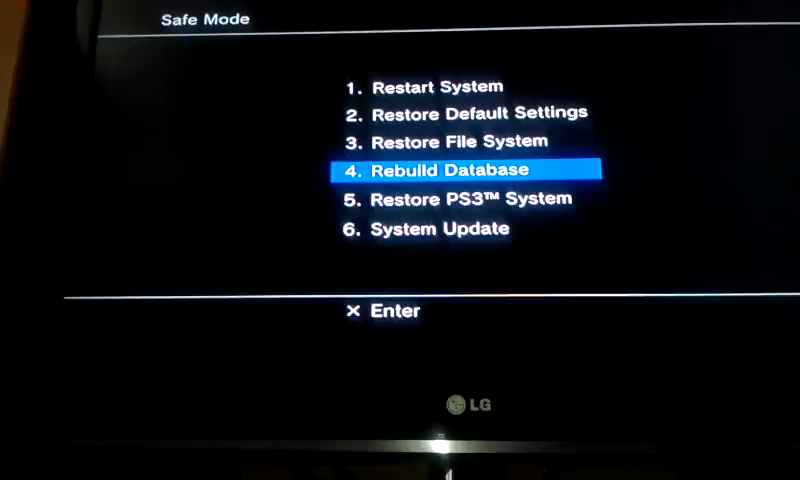 Safe Mode
1. Restart System
2. Restore Default Settings
3. Restore File System
4. Rebuild Database
5. Restore PS3™ System
6. System Update
✕ Enter
LG